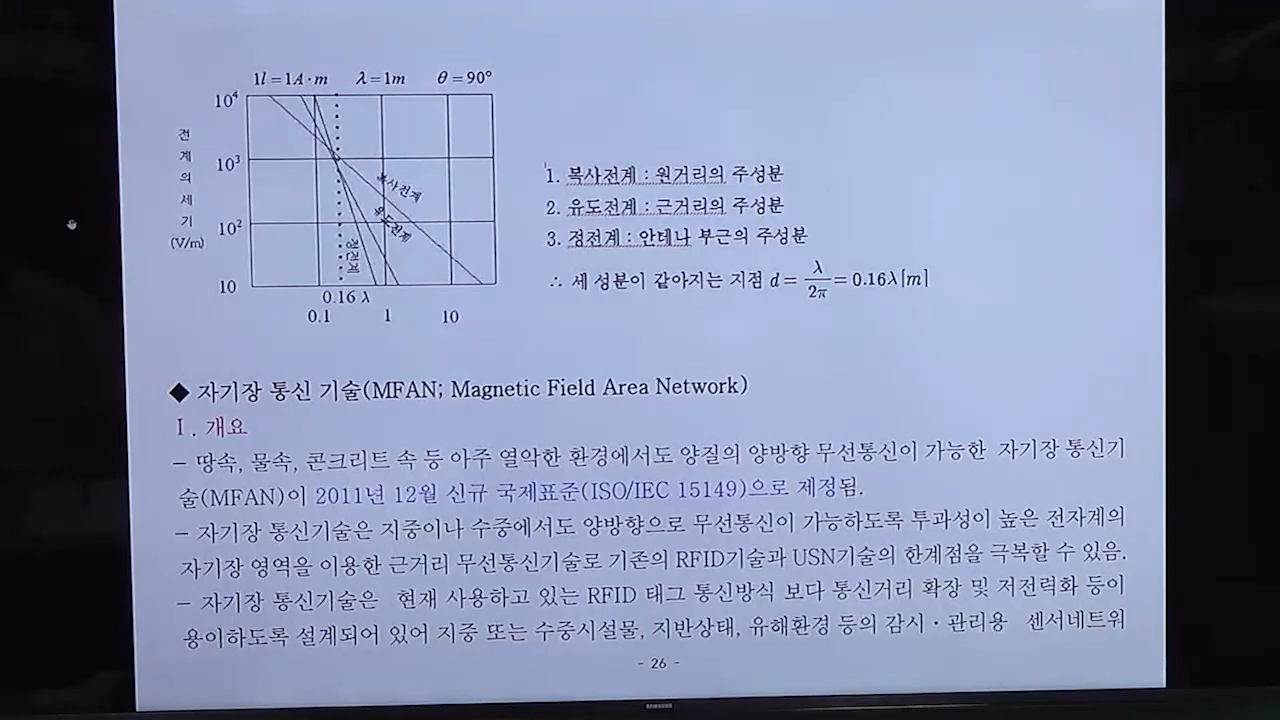 1l = 1A·m λ = 1m θ = 90°
전계의세기
(V/m)
10⁴
10³
10²
10
복사전계
유도전계
정전계
0.16 λ
0.1 1 10
1. 복사전계 : 원거리의 주성분
2. 유도전계 : 근거리의 주성분
3. 정전계 : 안테나 부근의 주성분
∴ 세 성분이 같아지는 지점 d = λ/2π = 0.16λ[m]
◆ 자기장 통신 기술(MFAN; Magnetic Field Area Network)
Ⅰ. 개요
- 땅속, 물속, 콘크리트 속 등 아주 열악한 환경에서도 양질의 양방향 무선통신이 가능한 자기장 통신기
술(MFAN)이 2011년 12월 신규 국제표준(ISO/IEC 15149)으로 제정됨.
- 자기장 통신기술은 지중이나 수중에서도 양방향으로 무선통신이 가능하도록 투과성이 높은 전자계의
자기장 영역을 이용한 근거리 무선통신기술로 기존의 RFID기술과 USN기술의 한계점을 극복할 수 있음.
- 자기장 통신기술은 현재 사용하고 있는 RFID 태그 통신방식 보다 통신거리 확장 및 저전력화 등이
용이하도록 설계되어 있어 지중 또는 수중시설물, 지반상태, 유해환경 등의 감시·관리용 센서네트워
- 26 -
SAMSUNG